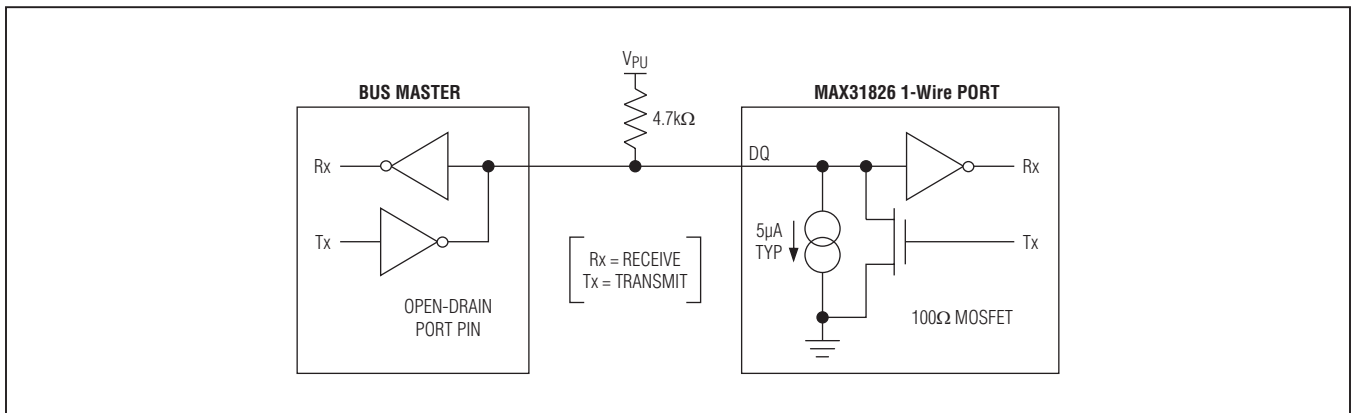 VPU
BUS MASTER
MAX31826 1-Wire PORT
4.7kΩ
DQ
Rx
Rx
Tx
5µA
TYP
Tx
Rx = RECEIVE
Tx = TRANSMIT
OPEN-DRAIN
PORT PIN
100Ω MOSFET